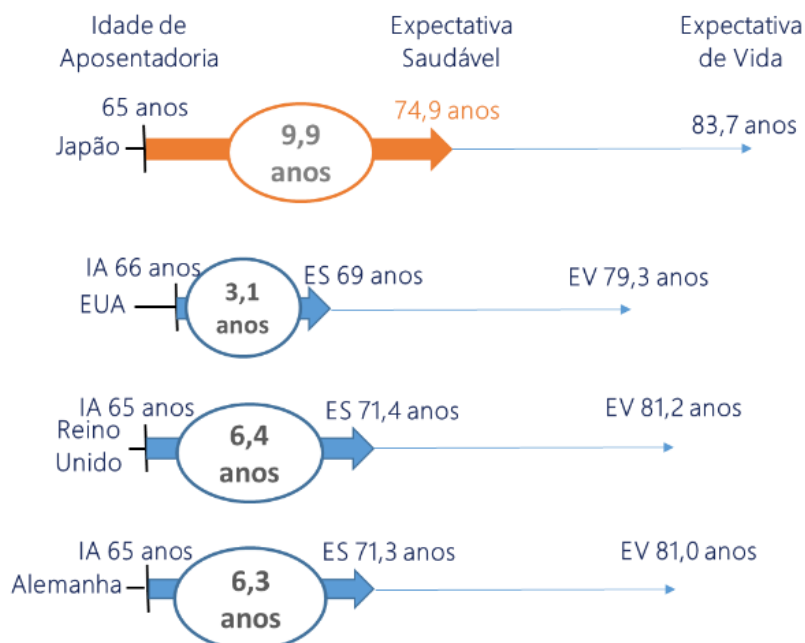 Idade de
Aposentadoria
Expectativa
Saudável
Expectativa
de Vida
65 anos
74,9 anos
83,7 anos
Japão
9,9
anos
IA 66 anos
ES 69 anos
EV 79,3 anos
EUA
3,1
anos
IA 65 anos
ES 71,4 anos
EV 81,2 anos
Reino
Unido
6,4
anos
IA 65 anos
ES 71,3 anos
EV 81,0 anos
Alemanha
6,3
anos